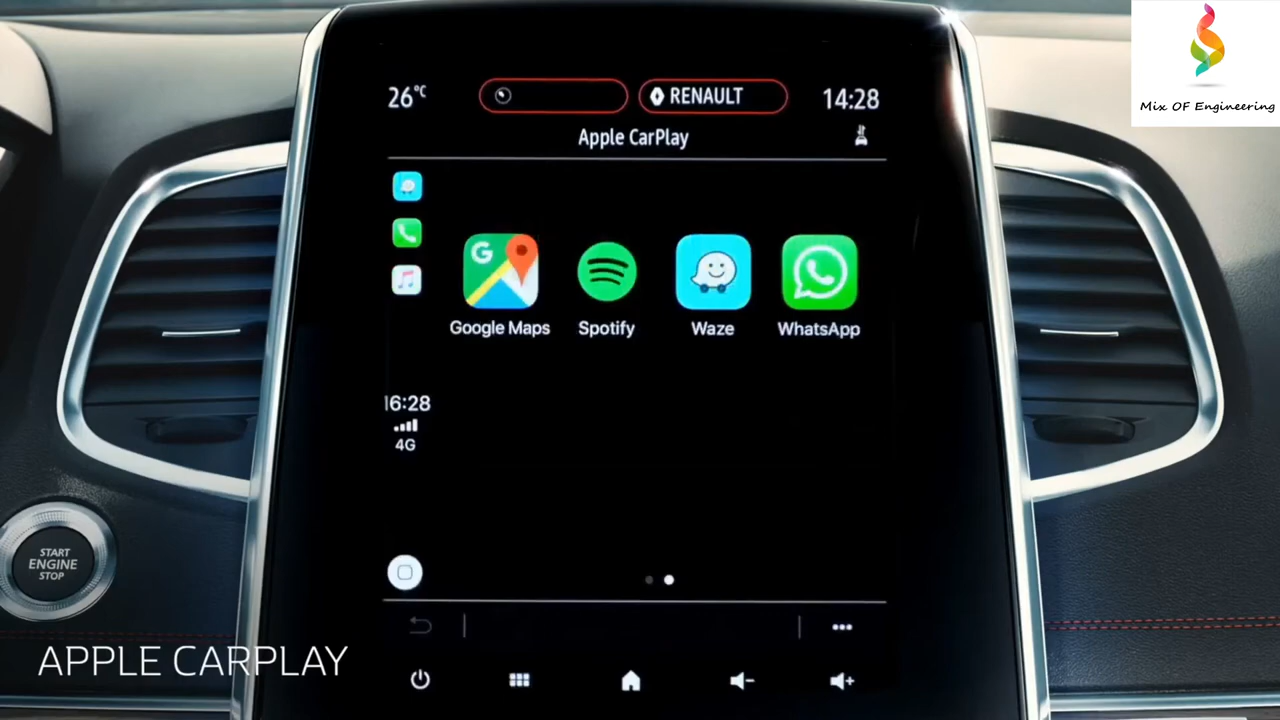 Mix OF Engineering
26°C
RENAULT
14:28
Apple CarPlay
G
Google Maps
Spotify
Waze
WhatsApp
16:28
4G
START
ENGINE
STOP
APPLE CARPLAY